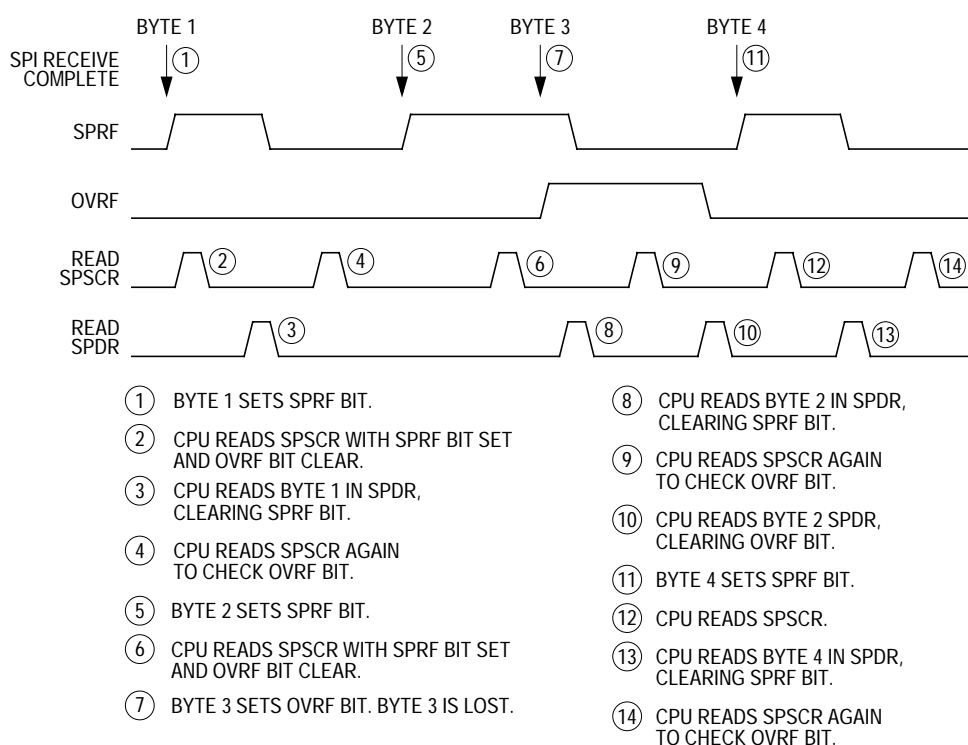 BYTE 1 BYTE 2 BYTE 3 BYTE 4
SPI RECEIVE
COMPLETE
1 5 7 11
SPRF
OVRF
READ
SPSCR
2 4 6 9 12 14
READ
SPDR
3 8 10 13
1 BYTE 1 SETS SPRF BIT.
2 CPU READS SPSCR WITH SPRF BIT SET
AND OVRF BIT CLEAR.
3 CPU READS BYTE 1 IN SPDR,
CLEARING SPRF BIT.
4 CPU READS SPSCR AGAIN
TO CHECK OVRF BIT.
5 BYTE 2 SETS SPRF BIT.
6 CPU READS SPSCR WITH SPRF BIT SET
AND OVRF BIT CLEAR.
7 BYTE 3 SETS OVRF BIT. BYTE 3 IS LOST.
8 CPU READS BYTE 2 IN SPDR,
CLEARING SPRF BIT.
9 CPU READS SPSCR AGAIN
TO CHECK OVRF BIT.
10 CPU READS BYTE 2 SPDR,
CLEARING OVRF BIT.
11 BYTE 4 SETS SPRF BIT.
12 CPU READS SPSCR.
13 CPU READS BYTE 4 IN SPDR,
CLEARING SPRF BIT.
14 CPU READS SPSCR AGAIN
TO CHECK OVRF BIT.